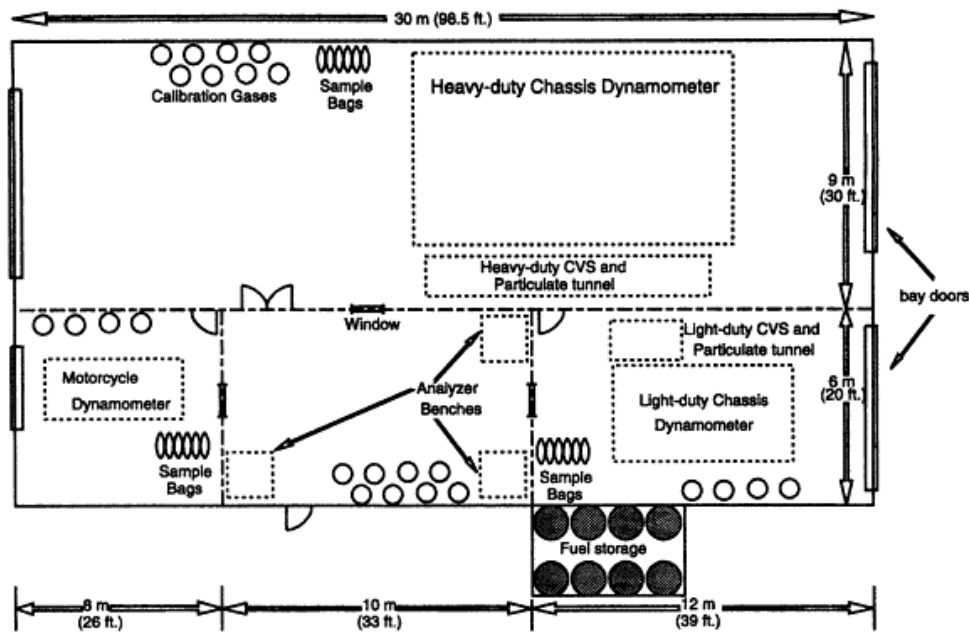 30 m (98.5 ft.)
Calibration Gases
Sample
Bags
Heavy-duty Chassis Dynamometer
9 m
(30 ft.)
Heavy-duty CVS and
Particulate tunnel
bay doors
Window
Light-duty CVS and
Particulate tunnel
Motorcycle
Dynamometer
Analyzer
Benches
6 m
(20 ft.)
Light-duty Chassis
Dynamometer
Sample
Bags
Sample
Bags
Fuel storage
8 m
(26 ft.)
10 m
(33 ft.)
12 m
(39 ft.)